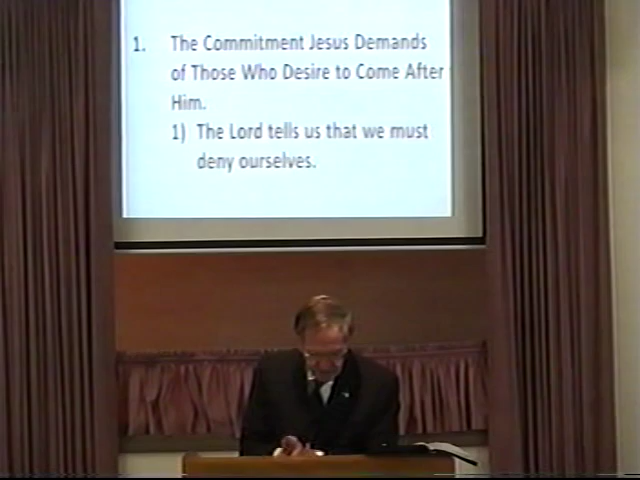 1. The Commitment Jesus Demands
of Those Who Desire to Come After
Him.
1) The Lord tells us that we must
deny ourselves.